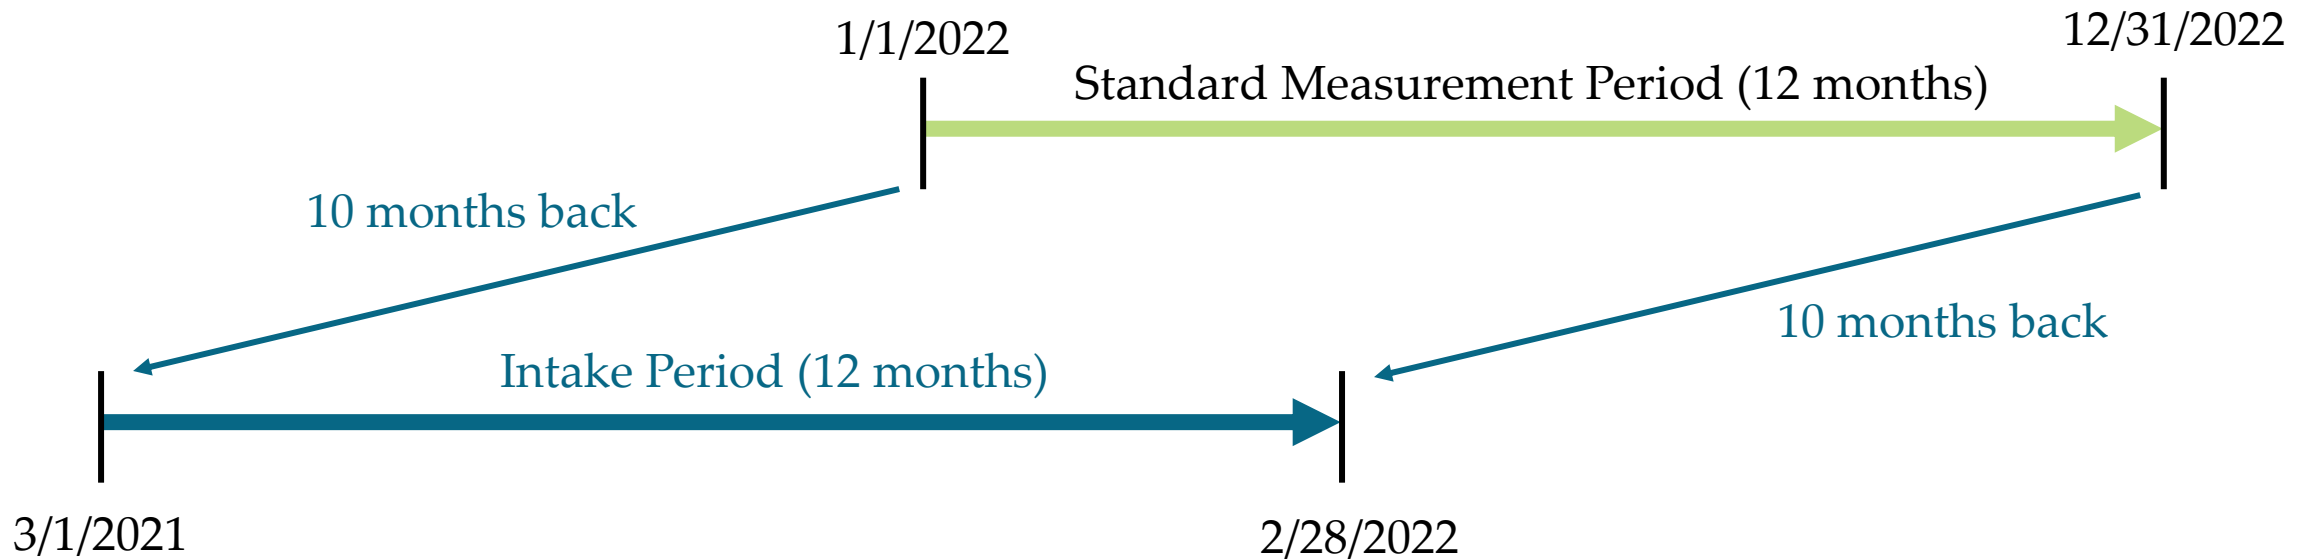 1/1/2022
12/31/2022
Standard Measurement Period (12 months)
10 months back
10 months back
Intake Period (12 months)
3/1/2021
2/28/2022